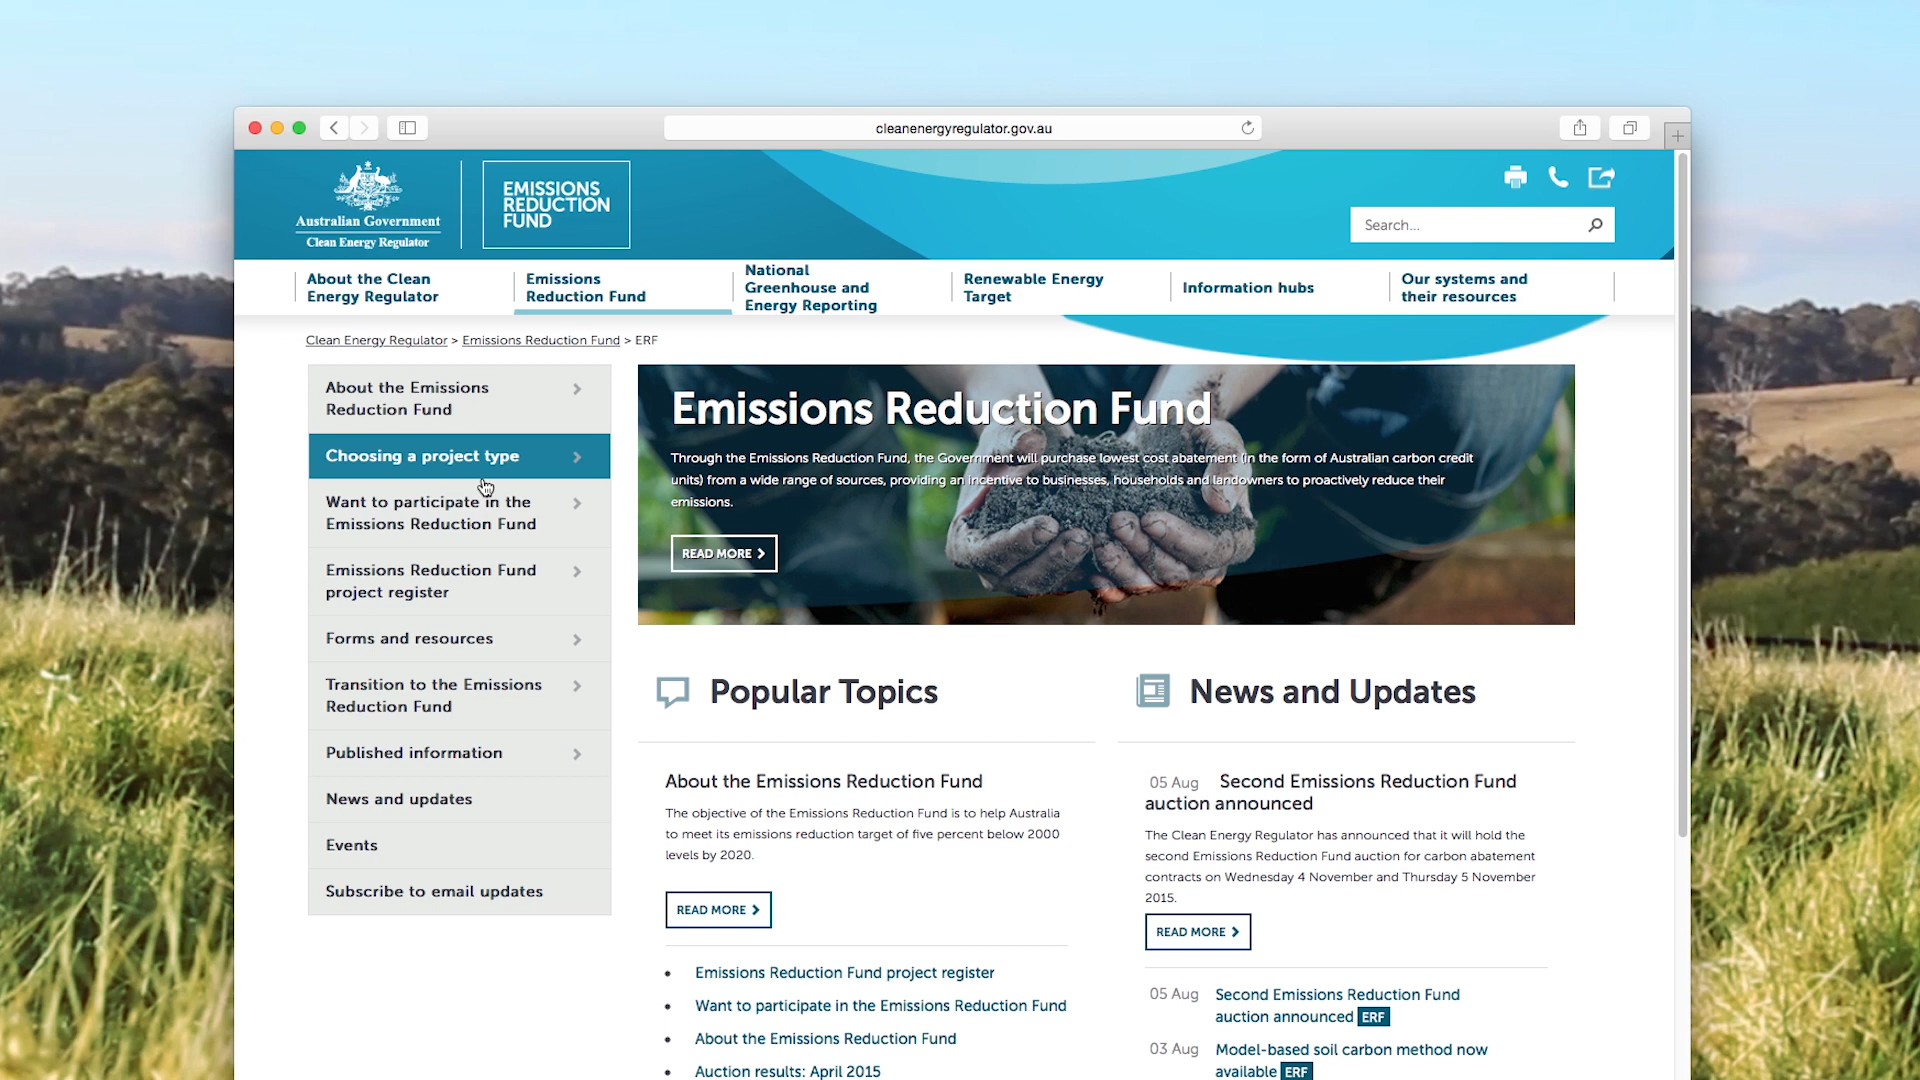 cleanenergyregulator.gov.au
Australian Government
Clean Energy Regulator
EMISSIONS
REDUCTION
FUND
Search...
About the Clean
Energy Regulator
Emissions
Reduction Fund
National
Greenhouse and
Energy Reporting
Renewable Energy
Target
Information hubs
Our systems and
their resources
Clean Energy Regulator > Emissions Reduction Fund > ERF
About the Emissions
Reduction Fund
Choosing a project type
Want to participate in the
Emissions Reduction Fund
Emissions Reduction Fund
project register
Forms and resources
Transition to the Emissions
Reduction Fund
Published information
News and updates
Events
Subscribe to email updates
Emissions Reduction Fund
Through the Emissions Reduction Fund, the Government will purchase lowest cost abatement (in the form of Australian carbon credit
units) from a wide range of sources, providing an incentive to businesses, households and landowners to proactively reduce their
emissions.
READ MORE
Popular Topics
About the Emissions Reduction Fund
The objective of the Emissions Reduction Fund is to help Australia
to meet its emissions reduction target of five percent below 2000
levels by 2020.
READ MORE
• Emissions Reduction Fund project register
• Want to participate in the Emissions Reduction Fund
• About the Emissions Reduction Fund
• Auction results: April 2015
News and Updates
05 Aug Second Emissions Reduction Fund
auction announced
The Clean Energy Regulator has announced that it will hold the
second Emissions Reduction Fund auction for carbon abatement
contracts on Wednesday 4 November and Thursday 5 November
2015.
READ MORE
05 Aug Second Emissions Reduction Fund
auction announced ERF
03 Aug Model-based soil carbon method now
available ERF